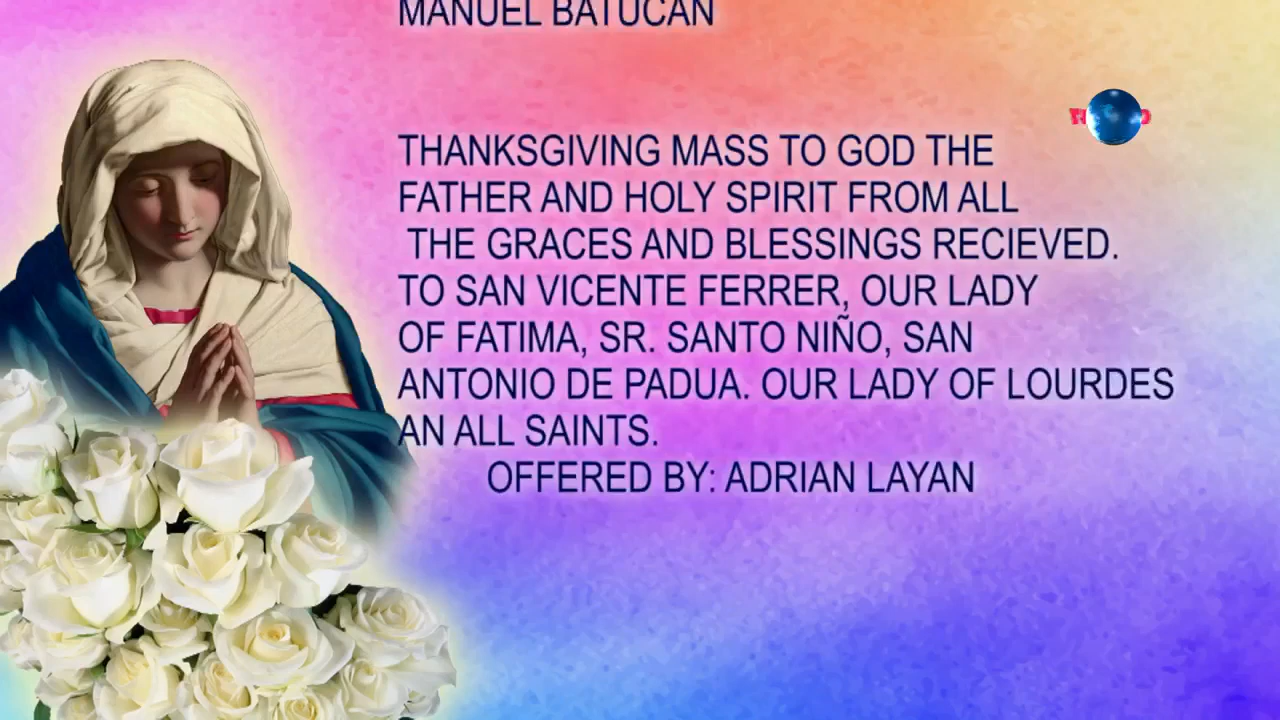 MANUEL BATUCAN
THANKSGIVING MASS TO GOD THE
FATHER AND HOLY SPIRIT FROM ALL
THE GRACES AND BLESSINGS RECIEVED.
TO SAN VICENTE FERRER, OUR LADY
OF FATIMA, SR. SANTO NIÑO, SAN
ANTONIO DE PADUA. OUR LADY OF LOURDES
AN ALL SAINTS.
OFFERED BY: ADRIAN LAYAN